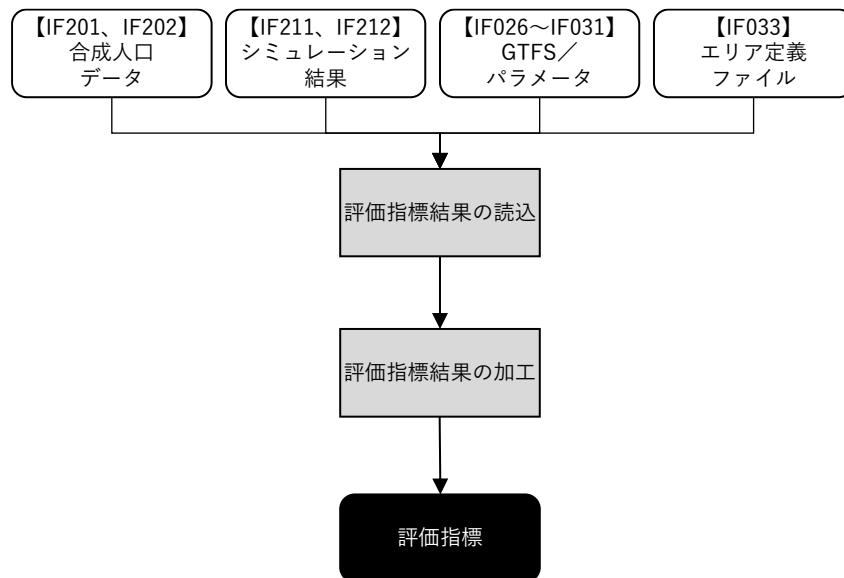 【IF201、IF202】
合成人口
データ
【IF211、IF212】
シミュレーション
結果
【IF026～IF031】
GTFS／
パラメータ
【IF033】
エリア定義
ファイル
評価指標結果の読込
評価指標結果の加工
評価指標